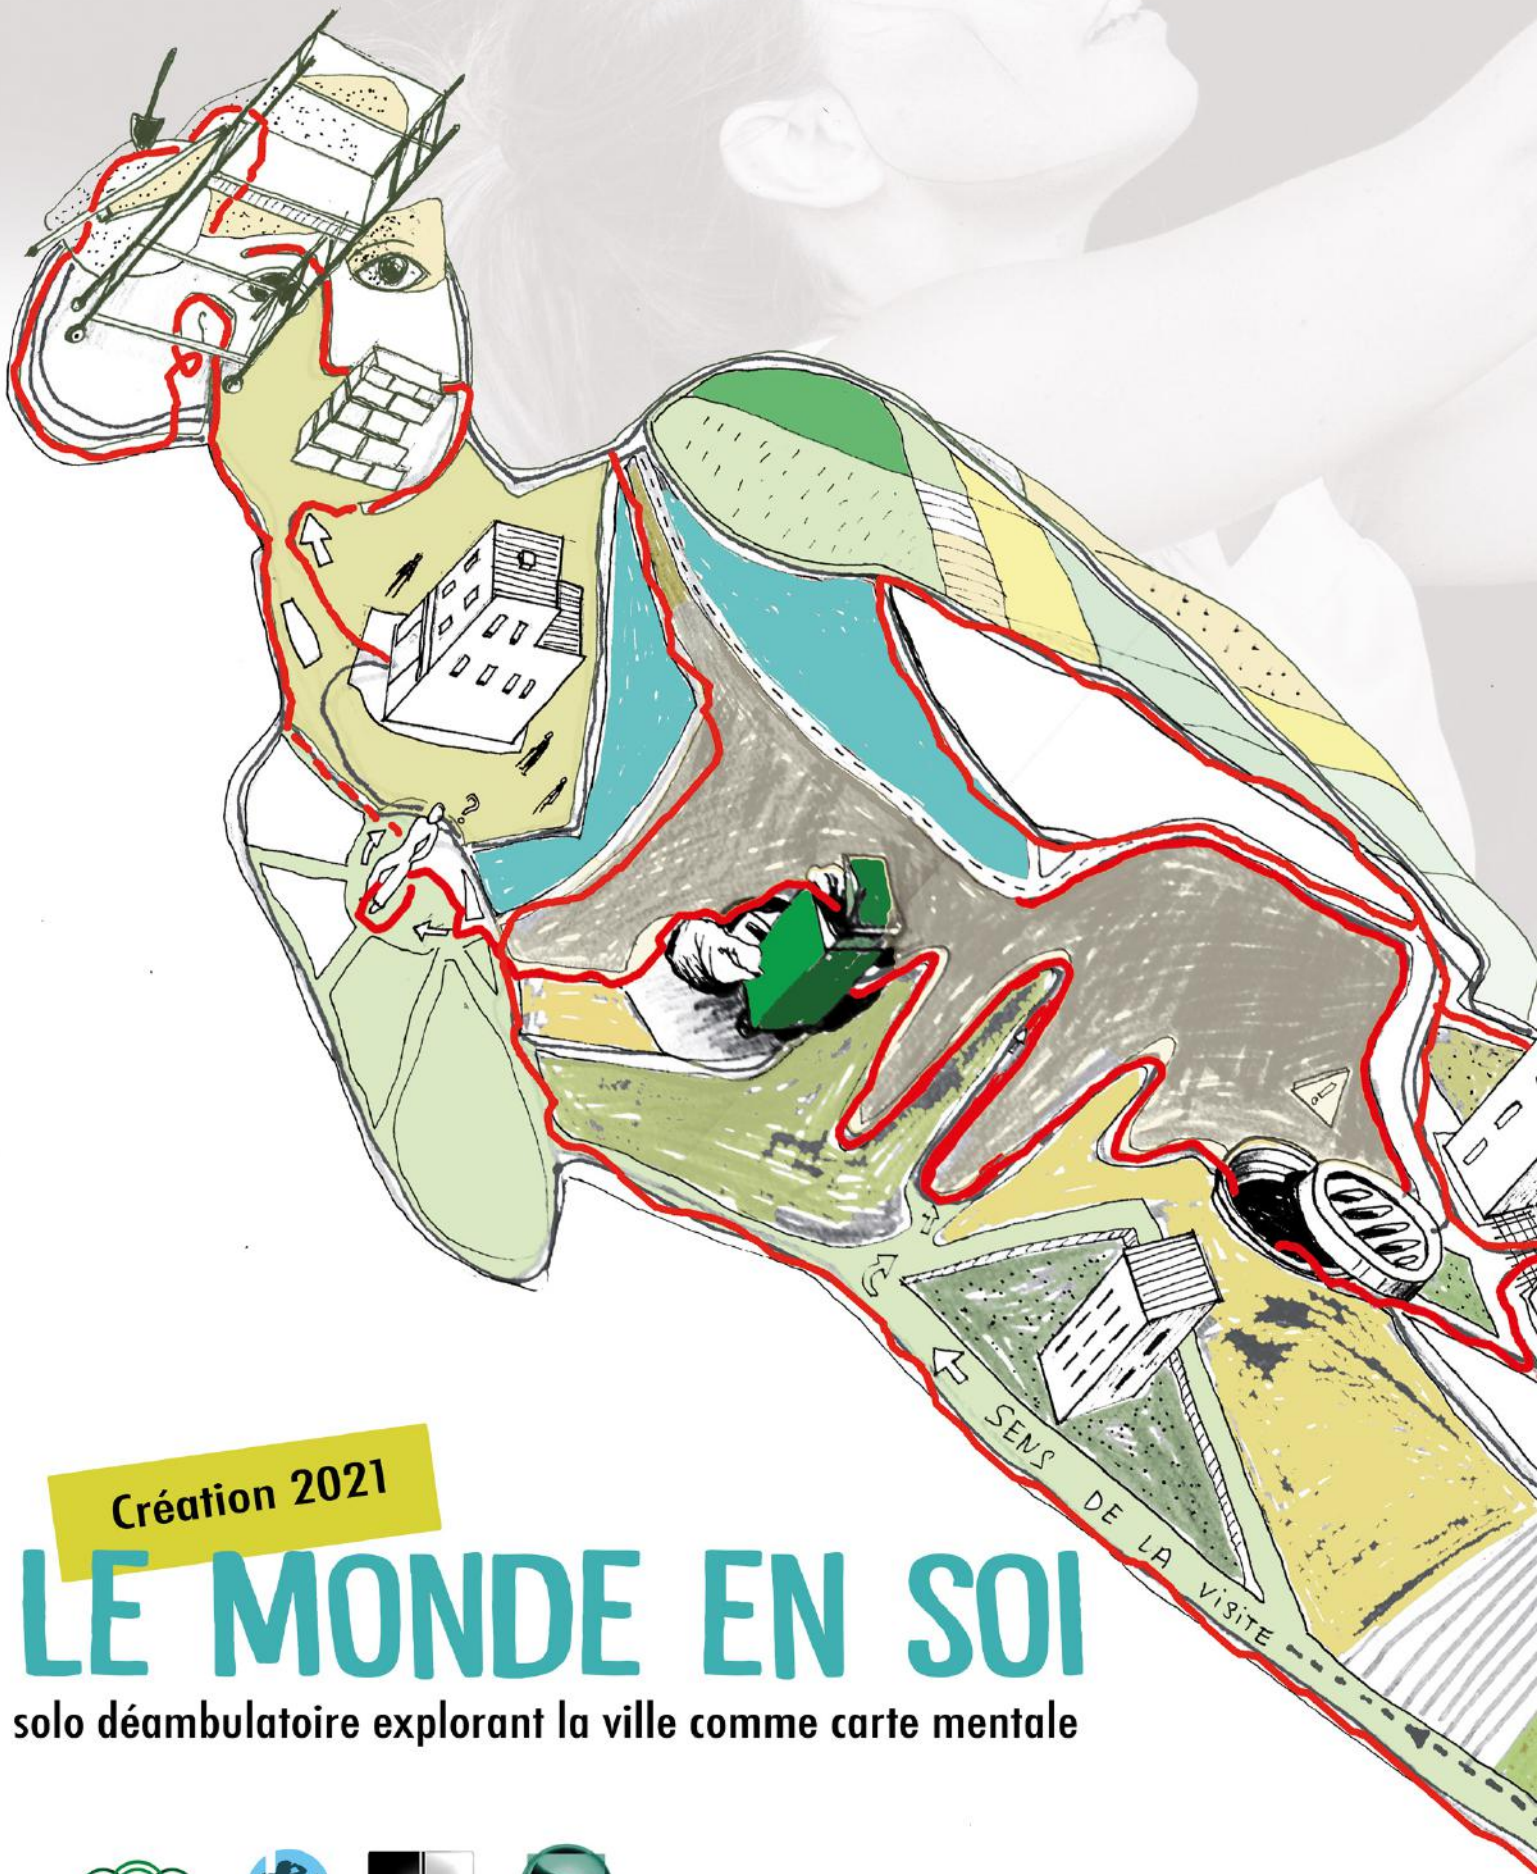 ?
SENS DE LA VISITE
Création 2021
LE MONDE EN SOI
solo déambulatoire explorant la ville comme carte mentale